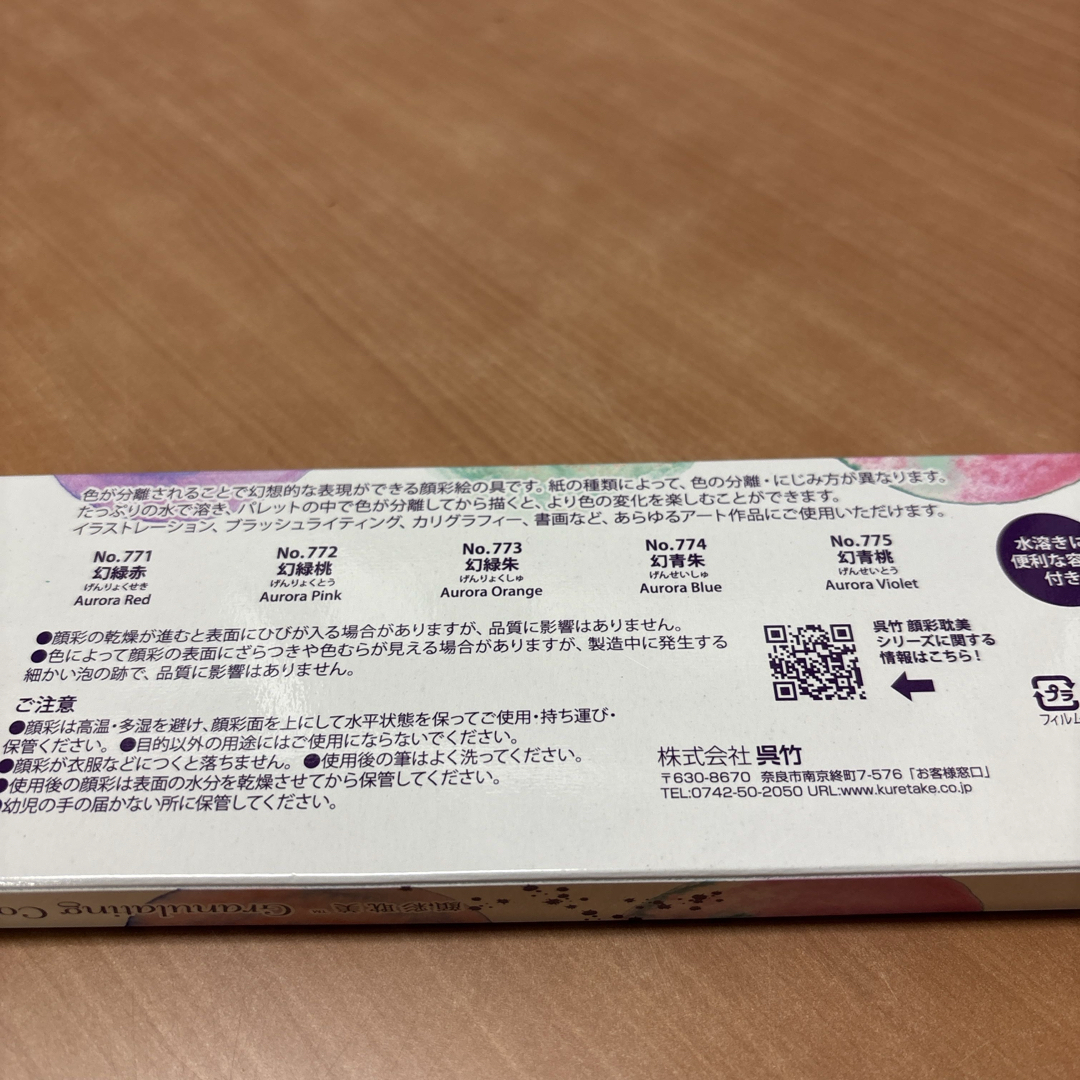 色が分離されることで幻想的な表現ができる顔彩絵の具です。紙の種類によって、色の分離・にじみ方が異なります。
たっぷりの水で溶き、パレットの中で色が分離してから描くと、より色の変化を楽しむことができます。
イラストレーション、ブラッシュライティング、カリグラフィー、書画など、あらゆるアート作品にご使用いただけます。
No.771
幻緑赤
げんりょくせき
Aurora Red
No.772
幻緑桃
げんりょくとう
Aurora Pink
No.773
幻緑朱
げんりょくしゅ
Aurora Orange
No.774
幻青朱
げんせいしゅ
Aurora Blue
No.775
幻青桃
げんせいとう
Aurora Violet
水溶きに
便利な容
付き
●顔彩の乾燥が進むと表面にひびが入る場合がありますが、品質に影響はありません。
●色によって顔彩の表面にざらつきや色むらが見える場合がありますが、製造中に発生する
細かい泡の跡で、品質に影響はありません。
呉竹 顔彩耽美
シリーズに関する
情報はこちら!
プラ
フィルム
ご注意
●顔彩は高温・多湿を避け、顔彩面を上にして水平状態を保ってご使用・持ち運び・
保管ください。 ●目的以外の用途にはご使用にならないでください。
●顔彩が衣服などにつくと落ちません。 ●使用後の筆はよく洗ってください。
●使用後の顔彩は表面の水分を乾燥させてから保管してください。
●幼児の手の届かない所に保管してください。
株式会社 呉竹
〒630-8670 奈良市南京終町7-576「お客様窓口」
TEL:0742-50-2050 URL:www.kuretake.co.jp
顔彩耽美™ Granulating Co